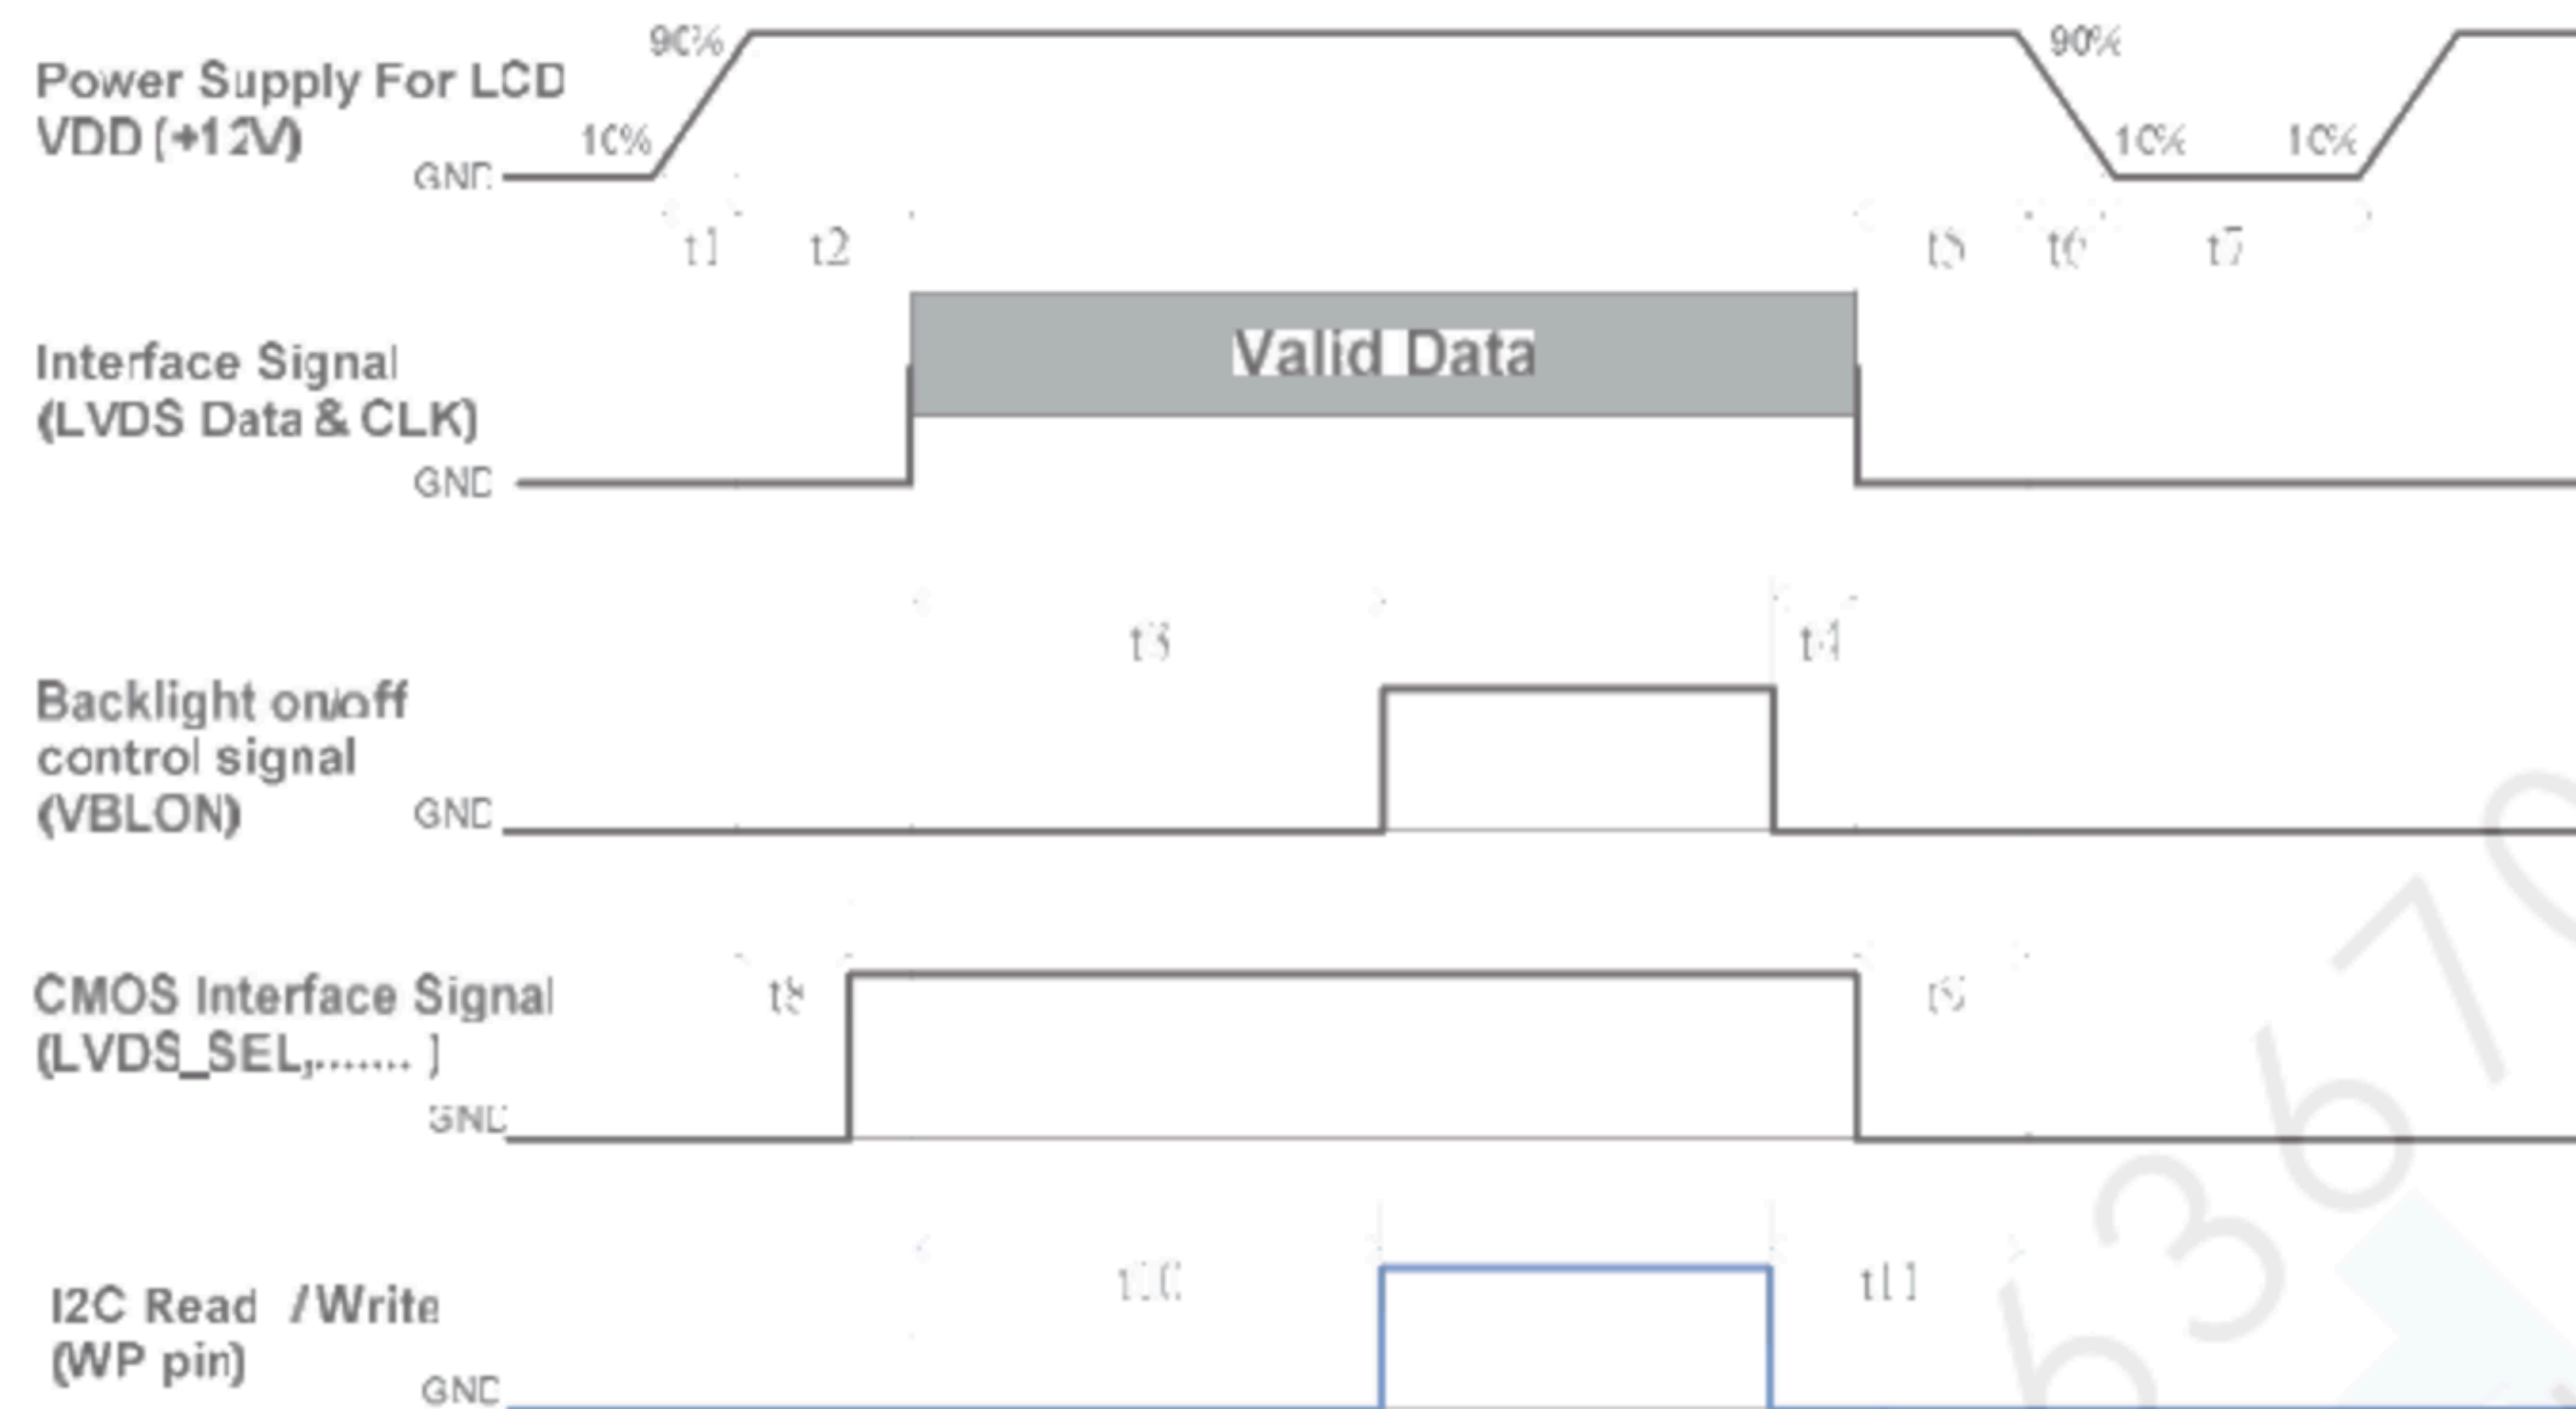 90%
90%
Power Supply For LCD
VDD (+12V)
10%
10%
10%
GND
t1
t2
t5
t6
t7
Valid Data
Interface Signal
(LVDS Data & CLK)
GND
t3
t4
Backlight on/off
control signal
(VBLON)
GND
CMOS Interface Signal
(LVDS_SEL,....... )
t8
t9
GND
t10
t11
I2C Read /Write
(WP pin)
GND
63670